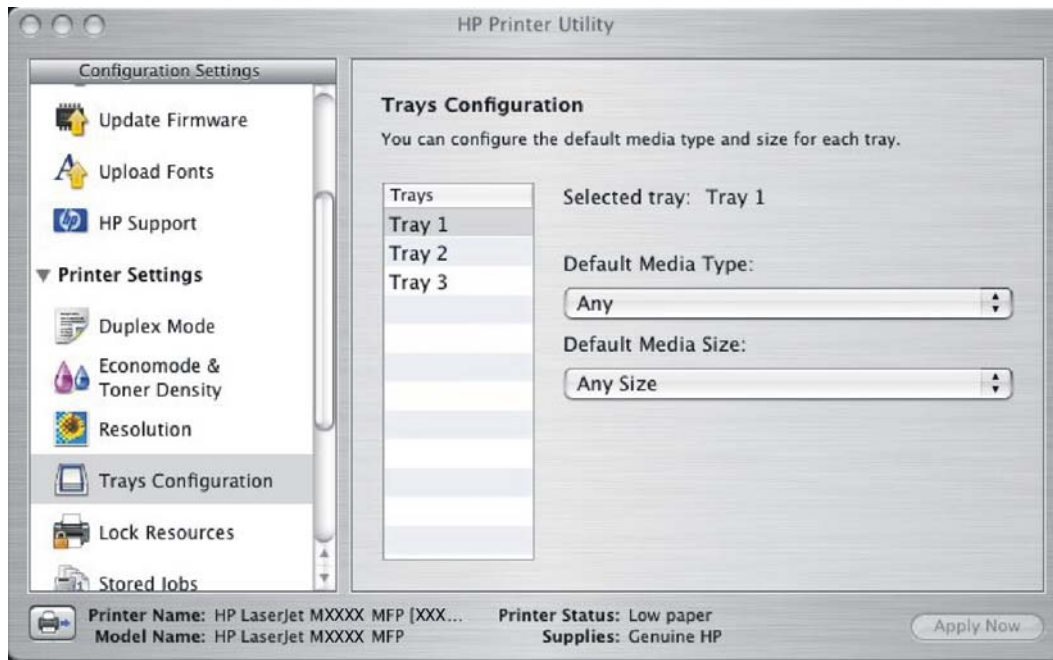 HP Printer Utility
Configuration Settings
Update Firmware
Upload Fonts
hp
HP Support
Printer Settings
Duplex Mode
Economode &
Toner Density
Resolution
Trays Configuration
Lock Resources
Stored Jobs
Trays Configuration
You can configure the default media type and size for each tray.
Trays
Tray 1
Tray 2
Tray 3
Selected tray: Tray 1
Default Media Type:
Any
Default Media Size:
Any Size
Printer Name: HP LaserJet MXXXX MFP [XXX...
Model Name: HP LaserJet MXXXX MFP
Printer Status: Low paper
Supplies: Genuine HP
Apply Now